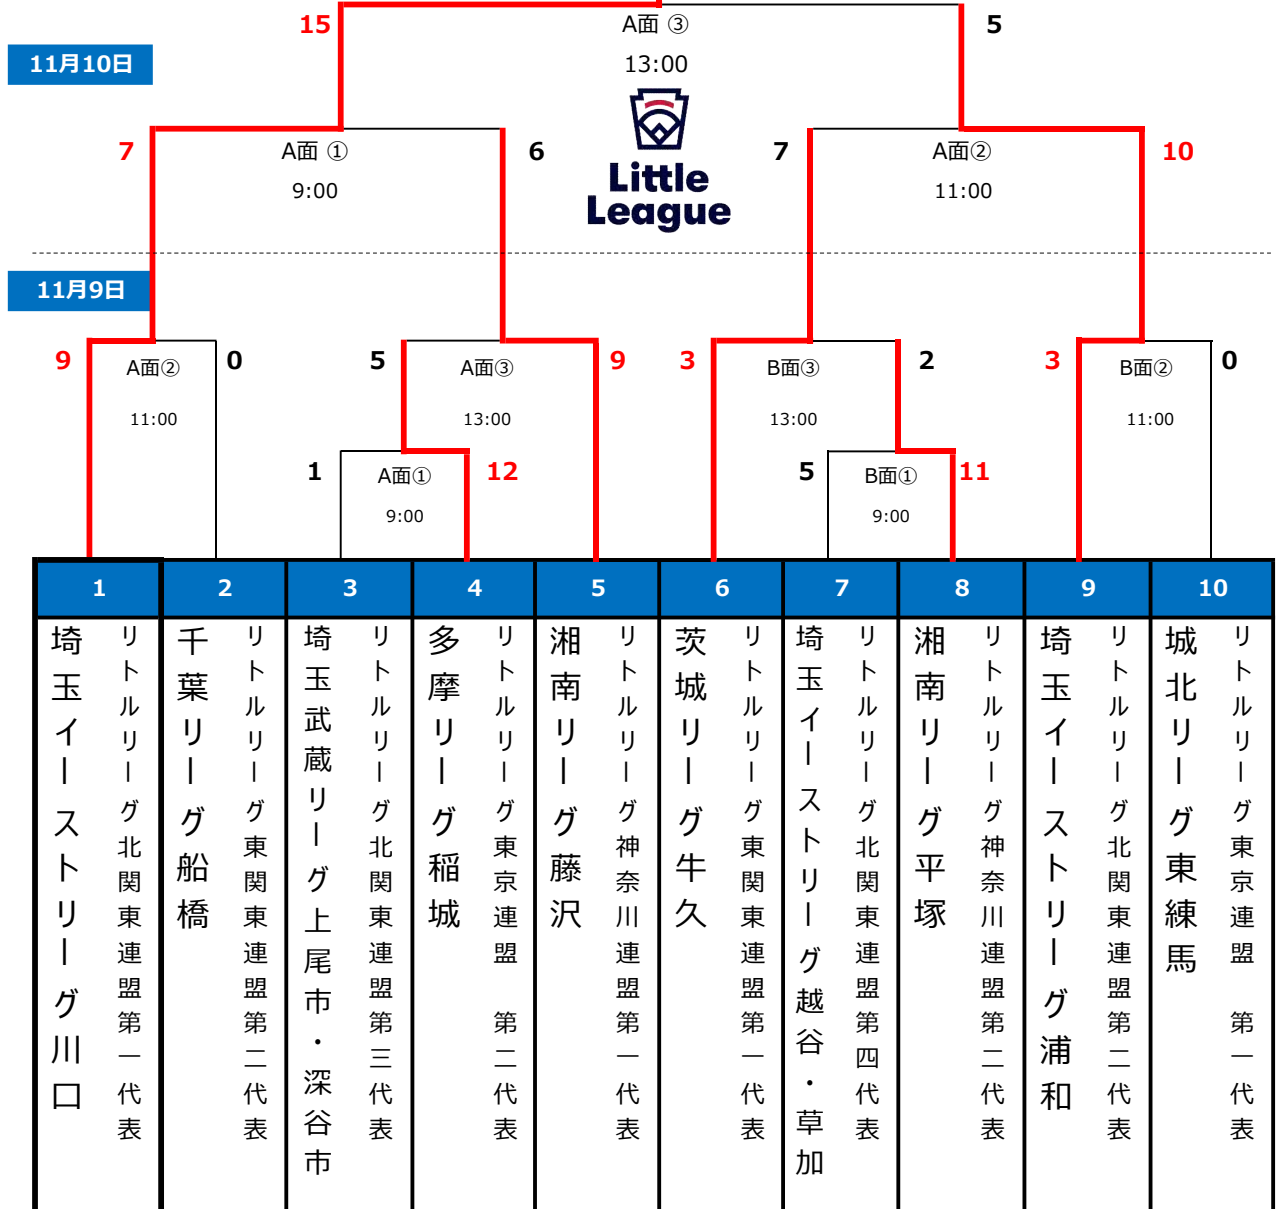 15
A面 ③
5
11月10日
13:00
7
A面 ①
6
7
A面②
10
9:00
Little
League
11:00
11月9日
9
A面②
0
5
A面③
9
3
B面③
2
3
B面②
0
11:00
13:00
13:00
11:00
1
A面①
12
5
B面①
11
9:00
9:00
1
2
3
4
5
6
7
8
9
10
埼玉イーストリーグ川口
リトルリーグ北関東連盟第一代表
千葉リーグ船橋
リトルリーグ東関東連盟第二代表
埼玉武蔵リーグ上尾市・深谷市
リトルリーグ北関東連盟第三代表
多摩リーグ稲城
リトルリーグ東京連盟　第二代表
湘南リーグ藤沢
リトルリーグ神奈川連盟第一代表
茨城リーグ牛久
リトルリーグ東関東連盟第一代表
埼玉イーストリーグ越谷・草加
リトルリーグ北関東連盟第四代表
湘南リーグ平塚
リトルリーグ神奈川連盟第二代表
埼玉イーストリーグ浦和
リトルリーグ北関東連盟第二代表
城北リーグ東練馬
リトルリーグ東京連盟　第一代表